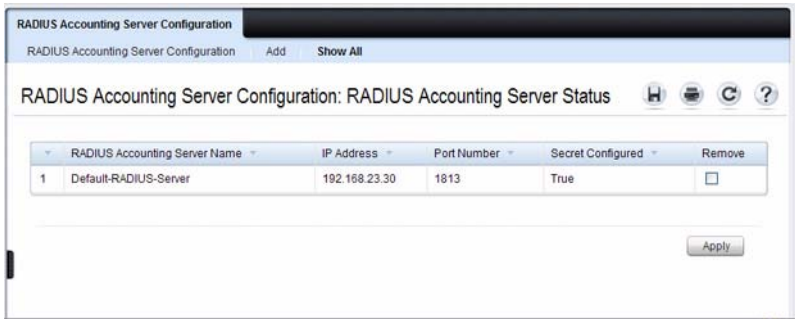 RADIUS Accounting Server Configuration
RADIUS Accounting Server Configuration Add Show All
RADIUS Accounting Server Configuration: RADIUS Accounting Server Status
RADIUS Accounting Server Name IP Address Port Number Secret Configured Remove
1 Default-RADIUS-Server 192.168.23.30 1813 True
Apply